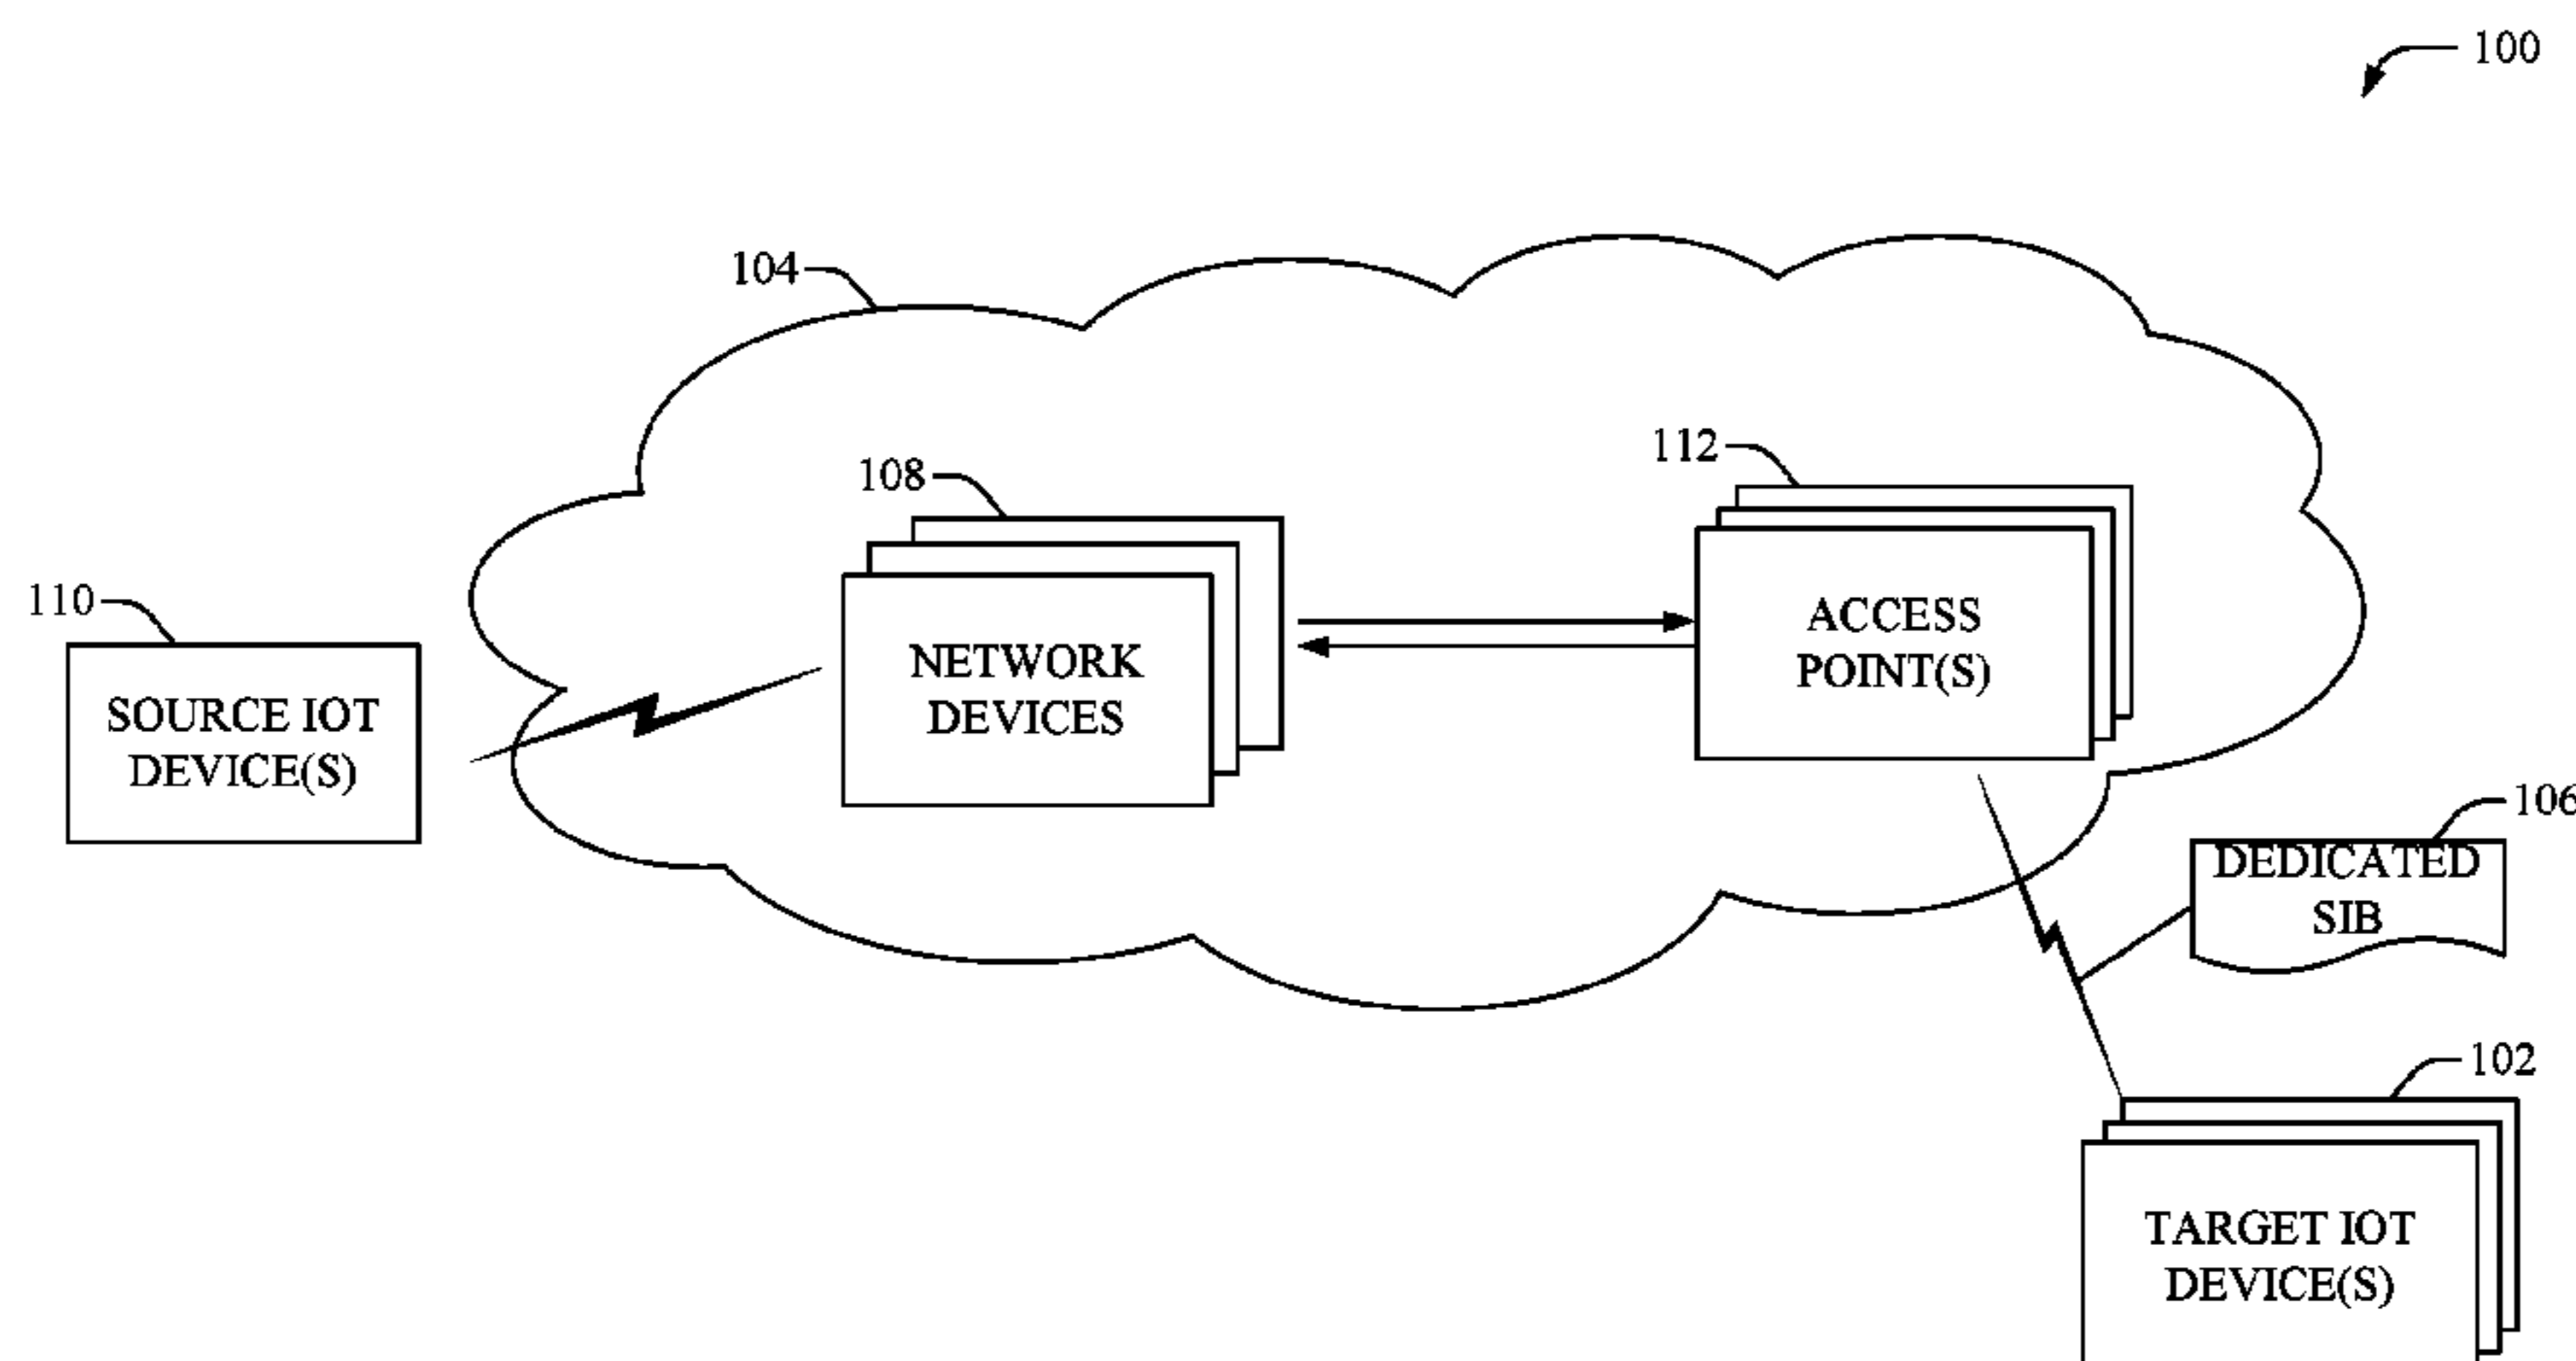 100
104
112
108
110
ACCESS
POINT(S)
NETWORK
DEVICES
SOURCE IOT
DEVICE(S)
106
DEDICATED
SIB
102
TARGET IOT
DEVICE(S)